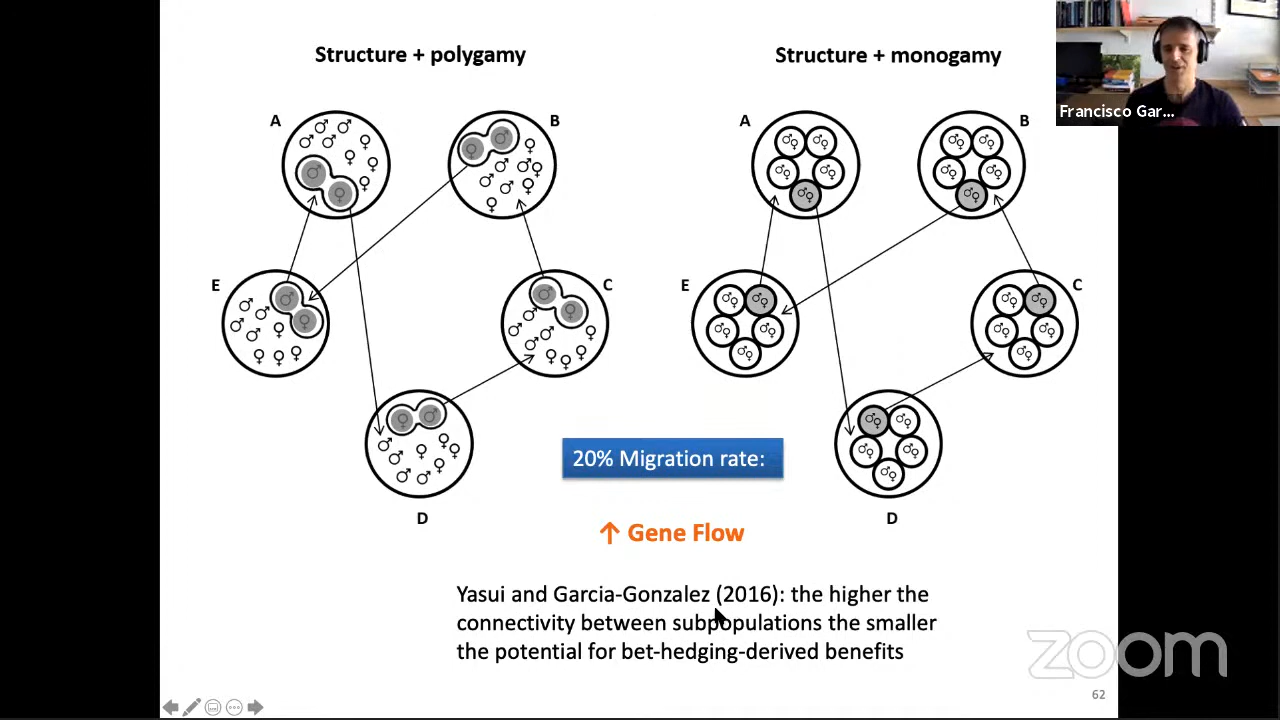 Structure + polygamy
Structure + monogamy
Francisco Gar...
A
B
A
B
E
C
E
C
20% Migration rate:
D
D
↑ Gene Flow
Yasui and Garcia-Gonzalez (2016): the higher the
connectivity between subpopulations the smaller
the potential for bet-hedging-derived benefits
zoom
62